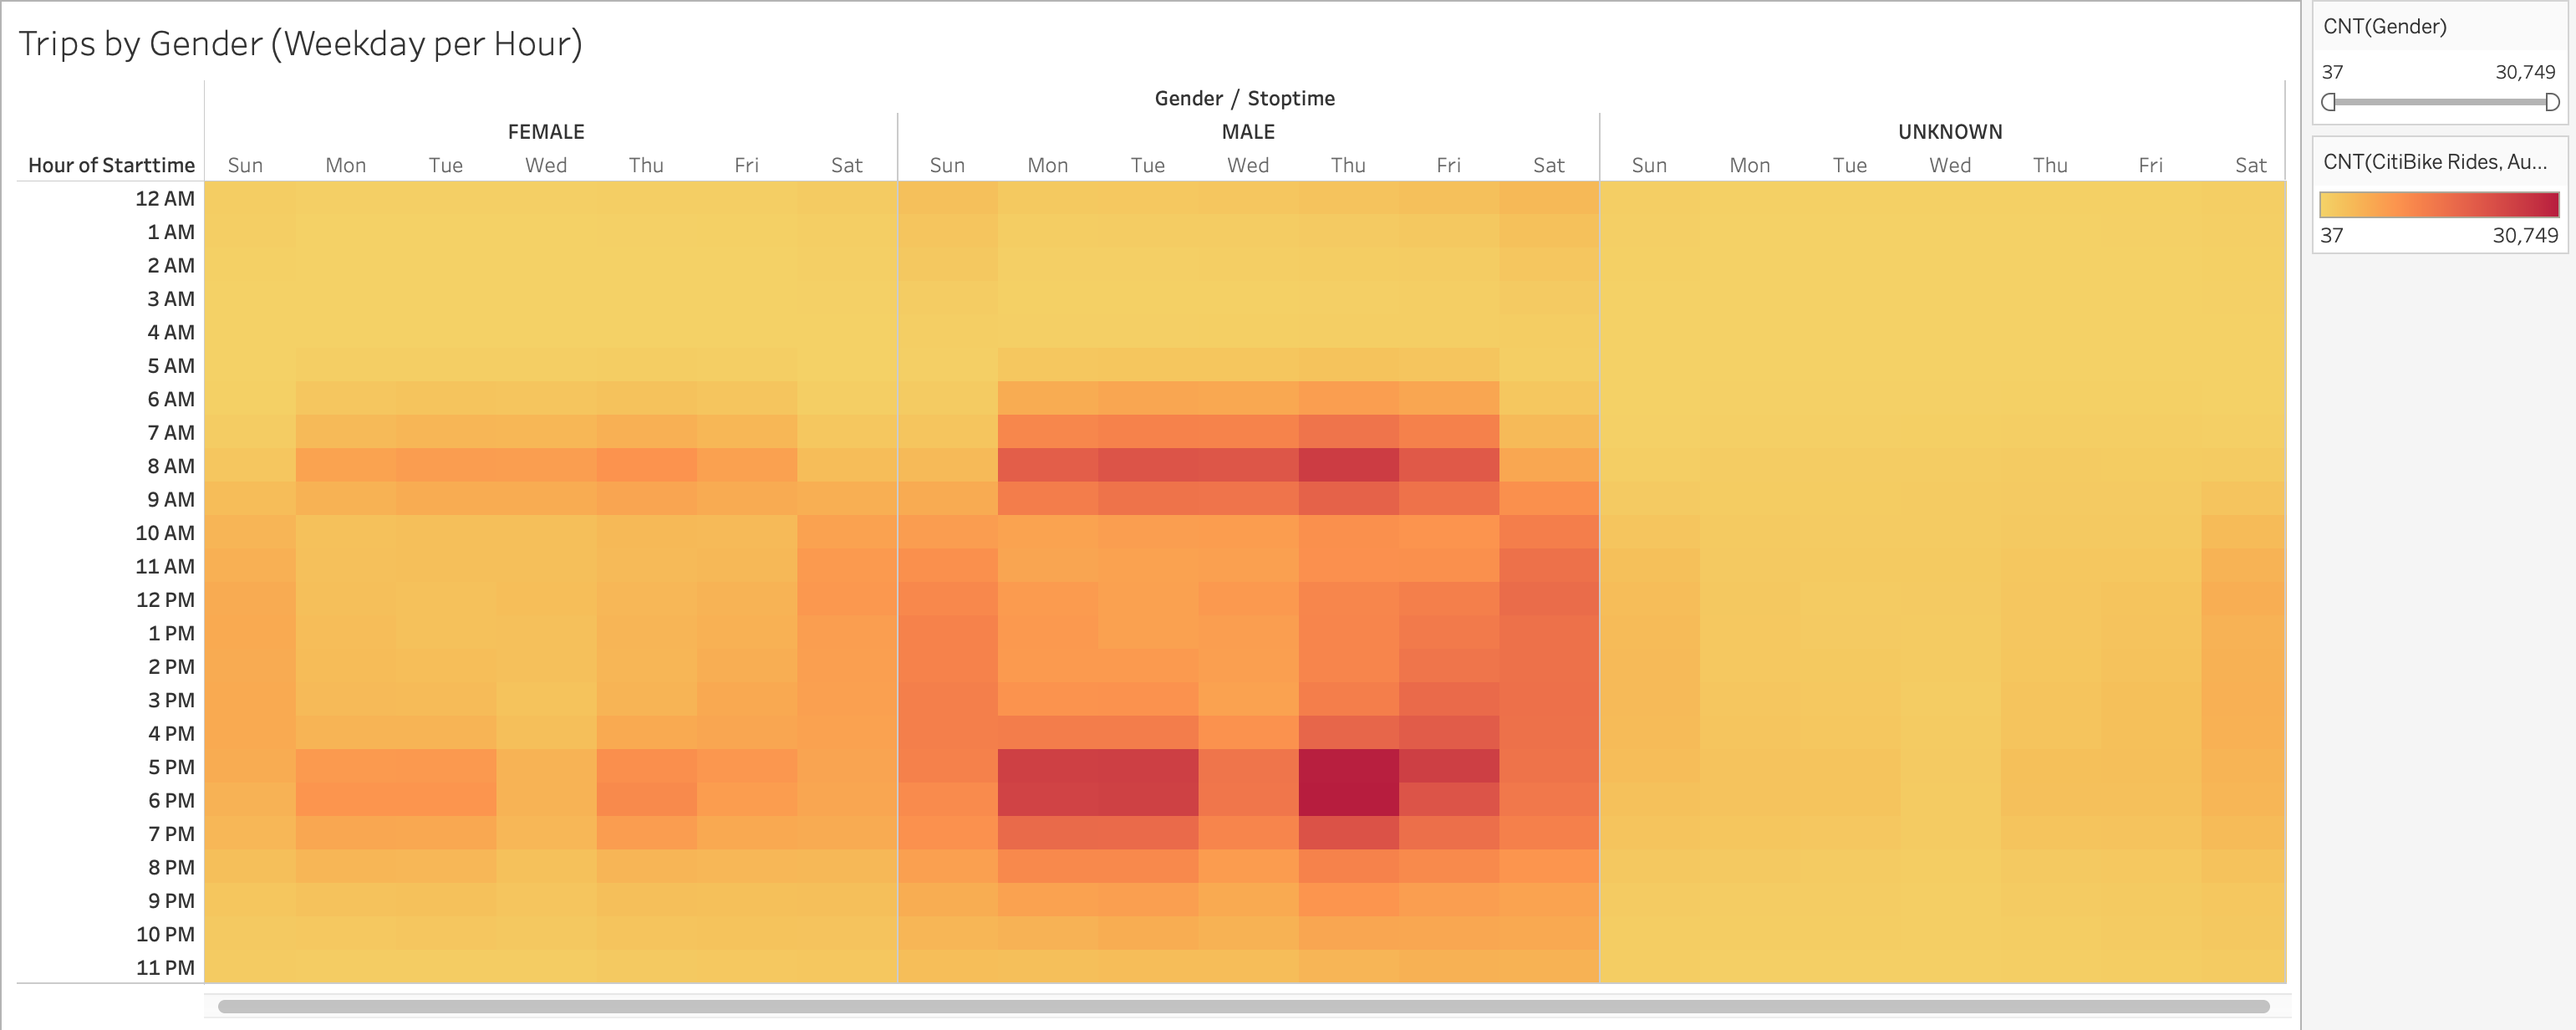 Trips by Gender (Weekday per Hour)
Gender / Stoptime
FEMALE MALE UNKNOWN
Hour of Starttime Sun Mon Tue Wed Thu Fri Sat Sun Mon Tue Wed Thu Fri Sat Sun Mon Tue Wed Thu Fri Sat
12 AM
1 AM
2 AM
3 AM
4 AM
5 AM
6 AM
7 AM
8 AM
9 AM
10 AM
11 AM
12 PM
1 PM
2 PM
3 PM
4 PM
5 PM
6 PM
7 PM
8 PM
9 PM
10 PM
11 PM
CNT(Gender)
37 30,749
CNT(CitiBike Rides, Au...
37 30,749